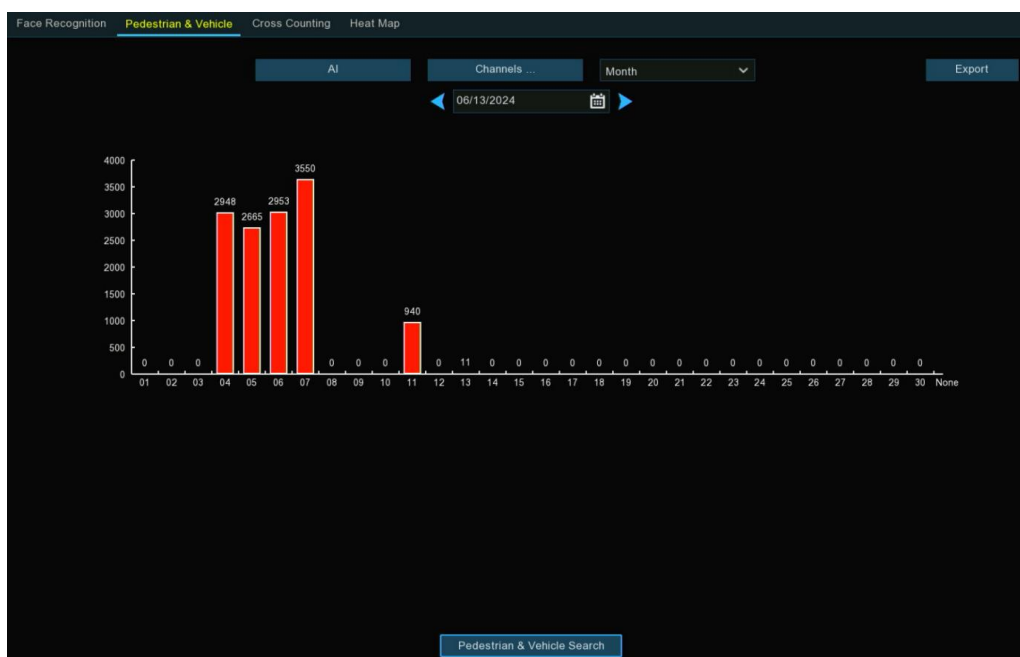 Face Recognition Pedestrian & Vehicle Cross Counting Heat Map
AI Channels ... Month Export
06/13/2024
4000
3550
3500
2948 2953
3000
2665
2500
2000
1500
940
1000
500
0 0 0 0 0 0 0 11 0 0 0 0 0 0 0 0 0 0 0 0 0 0 0 0 0
0
01 02 03 04 05 06 07 08 09 10 11 12 13 14 15 16 17 18 19 20 21 22 23 24 25 26 27 28 29 30 None
Pedestrian & Vehicle Search